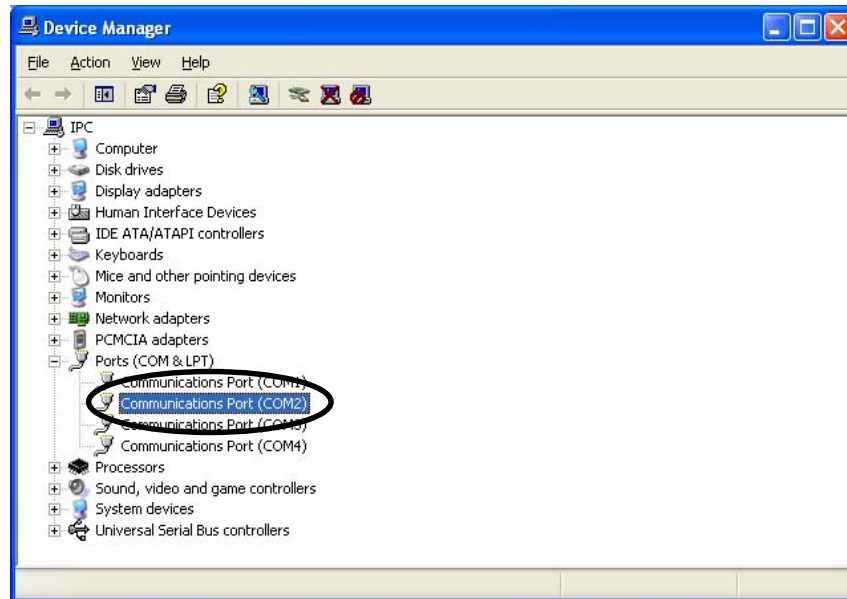 Device Manager
File Action View Help
IPC
Computer
Disk drives
Display adapters
Human Interface Devices
IDE ATA/ATAPI controllers
Keyboards
Mice and other pointing devices
Monitors
Network adapters
PCMCIA adapters
Ports (COM & LPT)
Communications Port (COM1)
Communications Port (COM2)
Communications Port (COM3)
Communications Port (COM4)
Processors
Sound, video and game controllers
System devices
Universal Serial Bus controllers